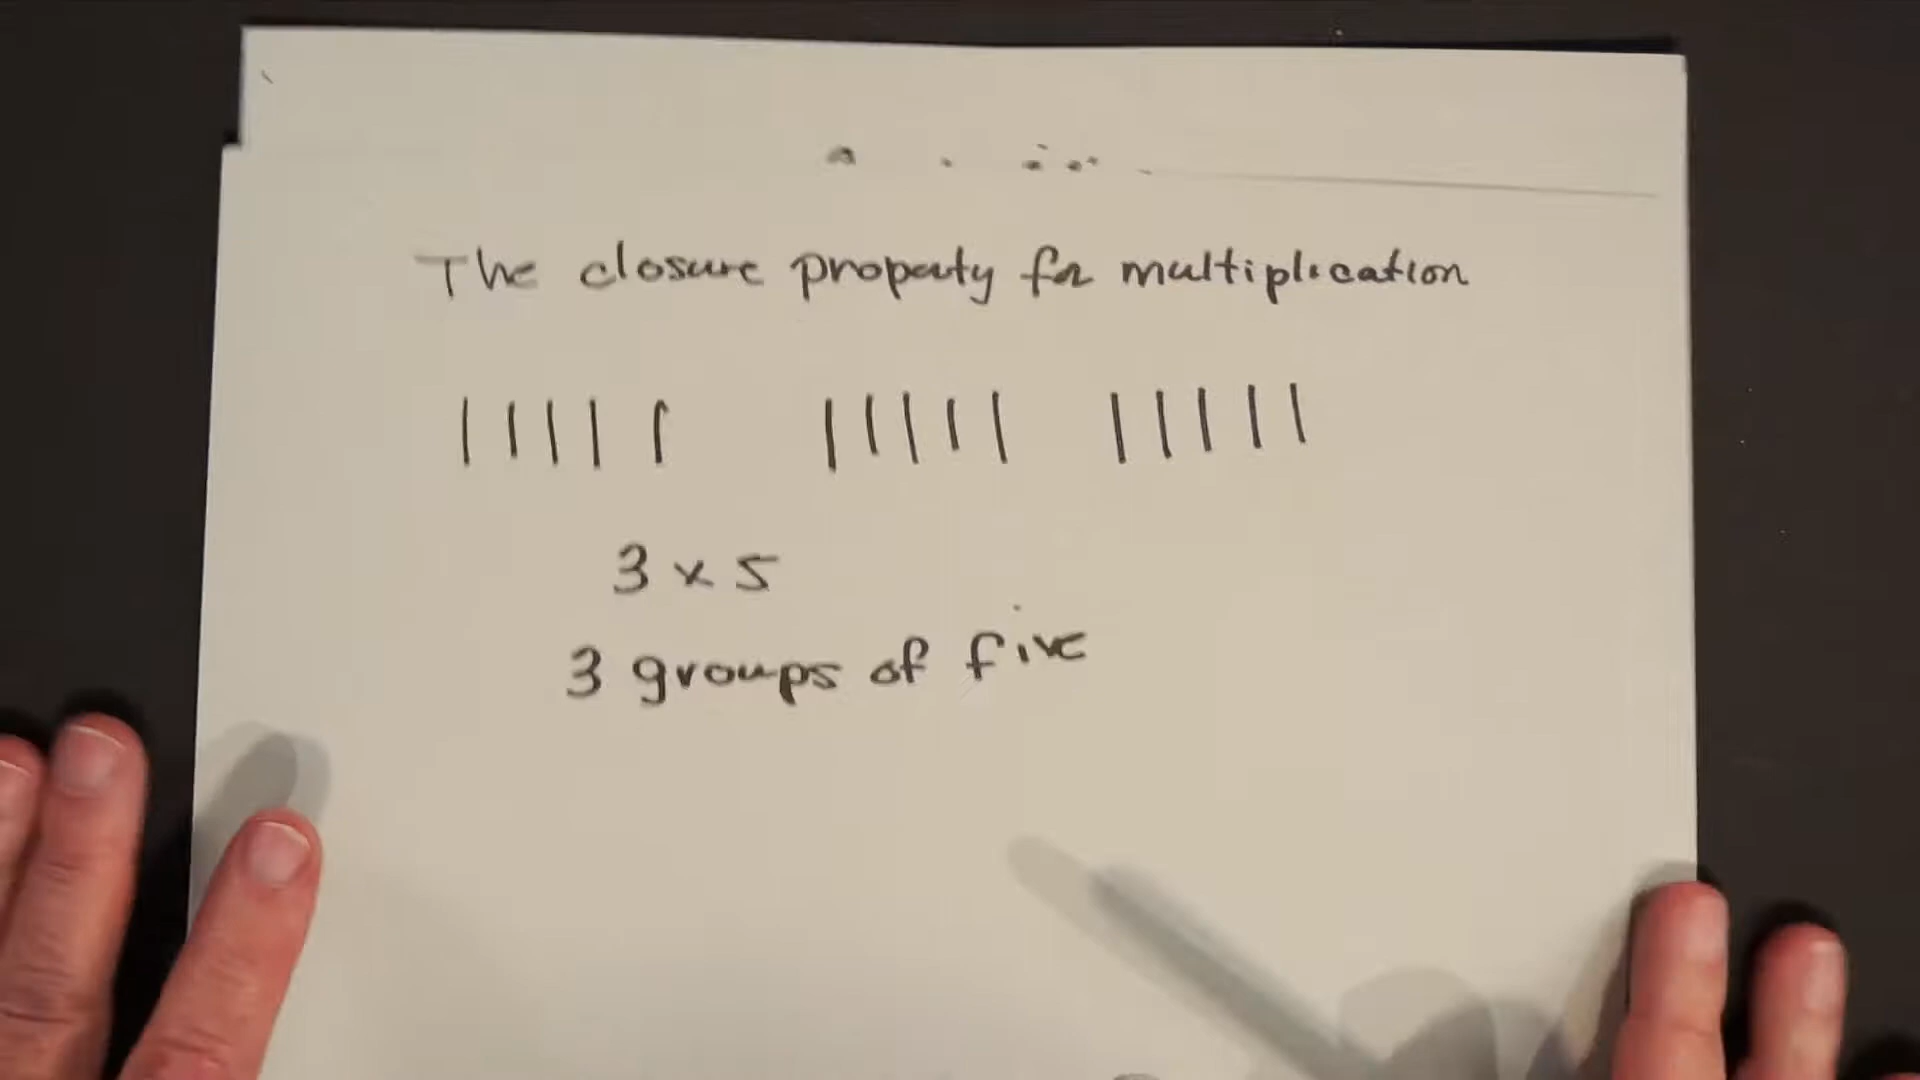 The closure property for multiplication
||||| ||||| |||||
3 x 5
3 groups of five